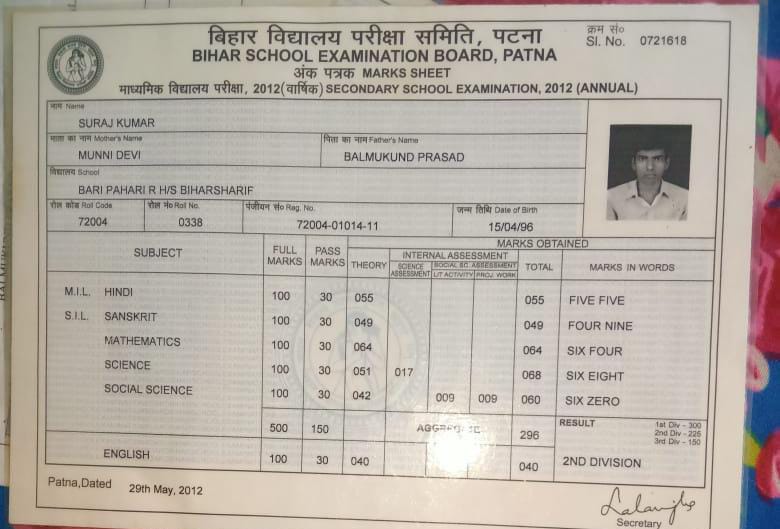 बिहार विद्यालय परीक्षा समिति, पटना
क्रम सं०
Sl. No. 0721618
BIHAR SCHOOL EXAMINATION BOARD, PATNA
अंक पत्रक MARKS SHEET
माध्यमिक विद्यालय परीक्षा, 2012(वार्षिक) SECONDARY SCHOOL EXAMINATION, 2012 (ANNUAL)
नाम Name
SURAJ KUMAR
माता का नाम Mother's Name पिता का नाम Father's Name
MUNNI DEVI BALMUKUND PRASAD
विद्यालय School
BARI PAHARI R H/S BIHARSHARIF
रोल कोड Roll Code रोल नं० Roll No. पंजीयन सं० Reg. No. जन्म तिथि Date of Birth
72004 0338 72004-01014-11 15/04/96
MARKS OBTAINED
SUBJECT FULL MARKS PASS MARKS THEORY INTERNAL ASSESSMENT TOTAL MARKS IN WORDS
SCIENCE ASSESSMENT SOCIAL SC. ASSESSMENT
LIT ACTIVITY PROJ. WORK
M.I.L. HINDI 100 30 055 055 FIVE FIVE
S.I.L. SANSKRIT 100 30 049 049 FOUR NINE
MATHEMATICS 100 30 064 064 SIX FOUR
SCIENCE 100 30 051 017 068 SIX EIGHT
SOCIAL SCIENCE 100 30 042 009 009 060 SIX ZERO
500 150 AGGREGATE 296 RESULT 1st Div - 300
2nd Div - 225
3rd Div - 150
ENGLISH 100 30 040 040 2ND DIVISION
Patna,Dated 29th May, 2012
Secretary